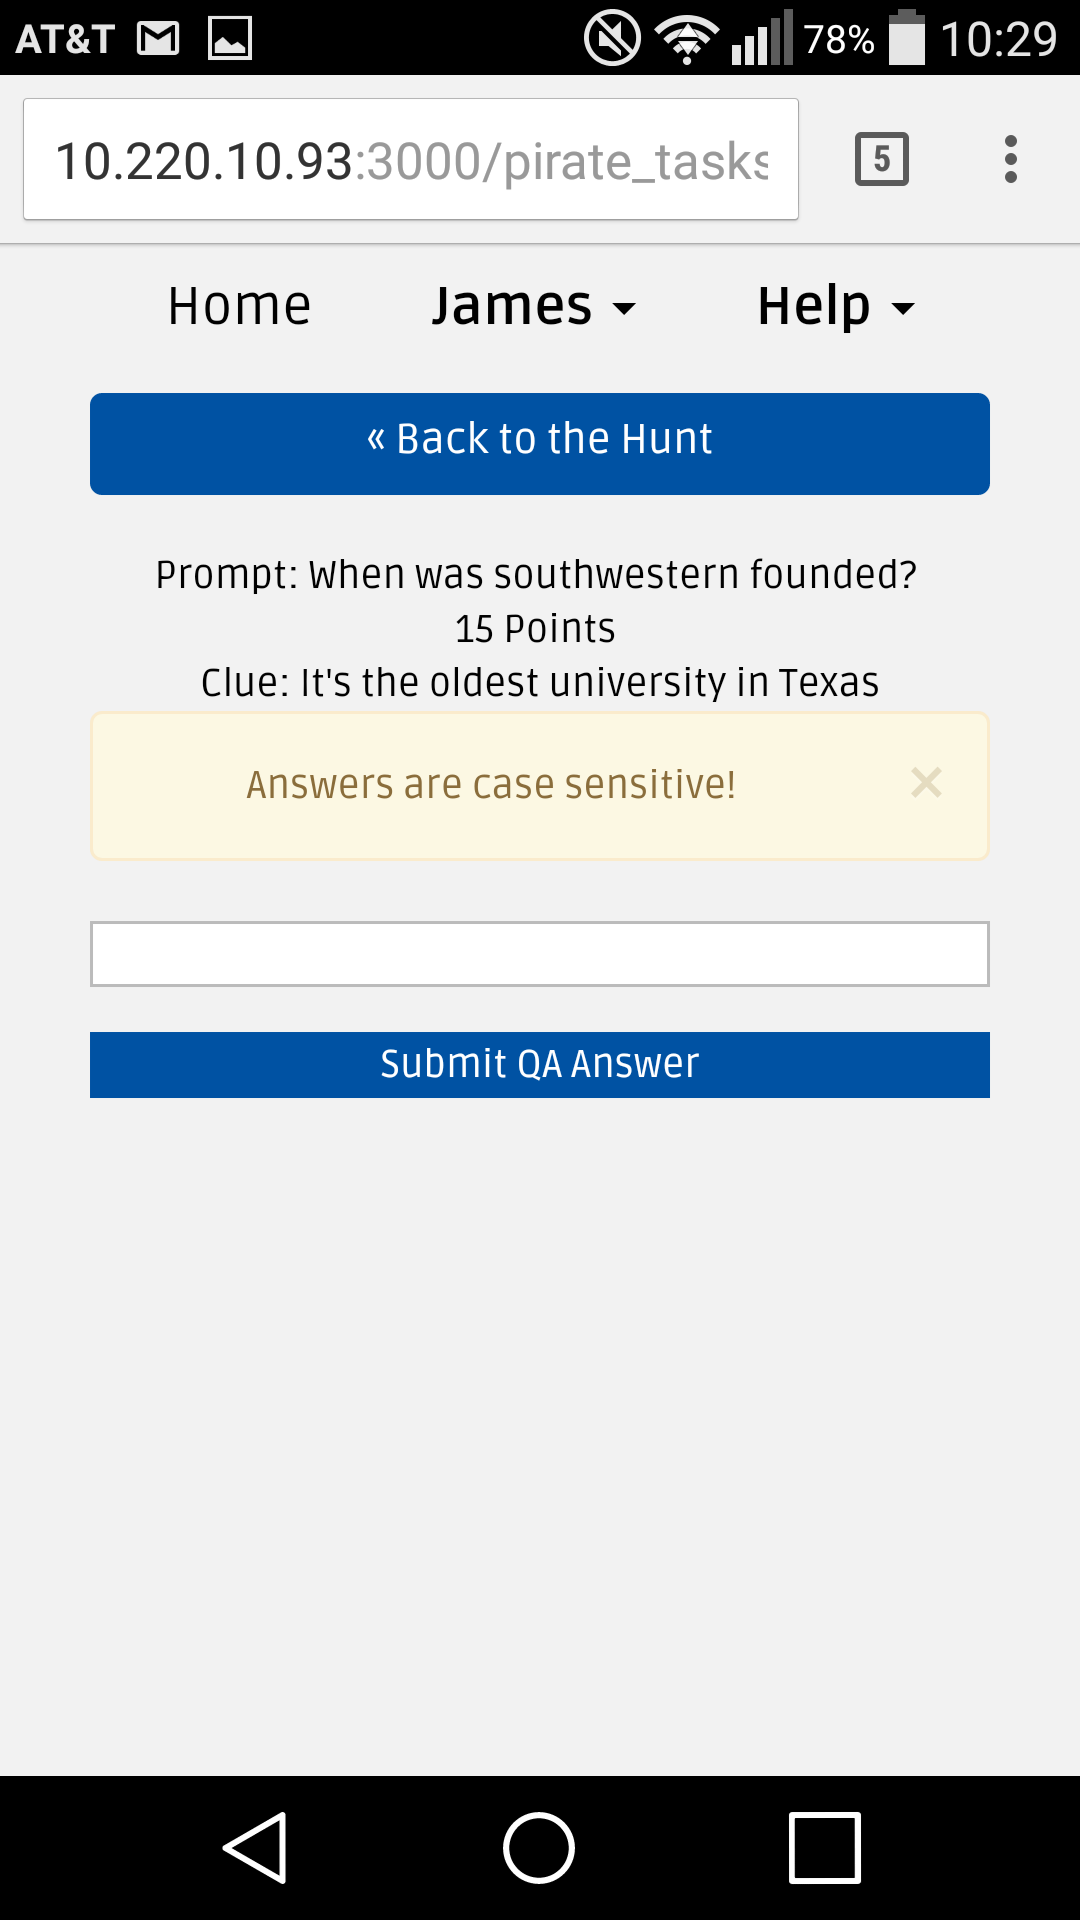 AT&T 78% 10:29
10.220.10.93:3000/pirate_tasks
5
Home James Help
« Back to the Hunt
Prompt: When was southwestern founded?
15 Points
Clue: It's the oldest university in Texas
Answers are case sensitive! ×
Submit QA Answer